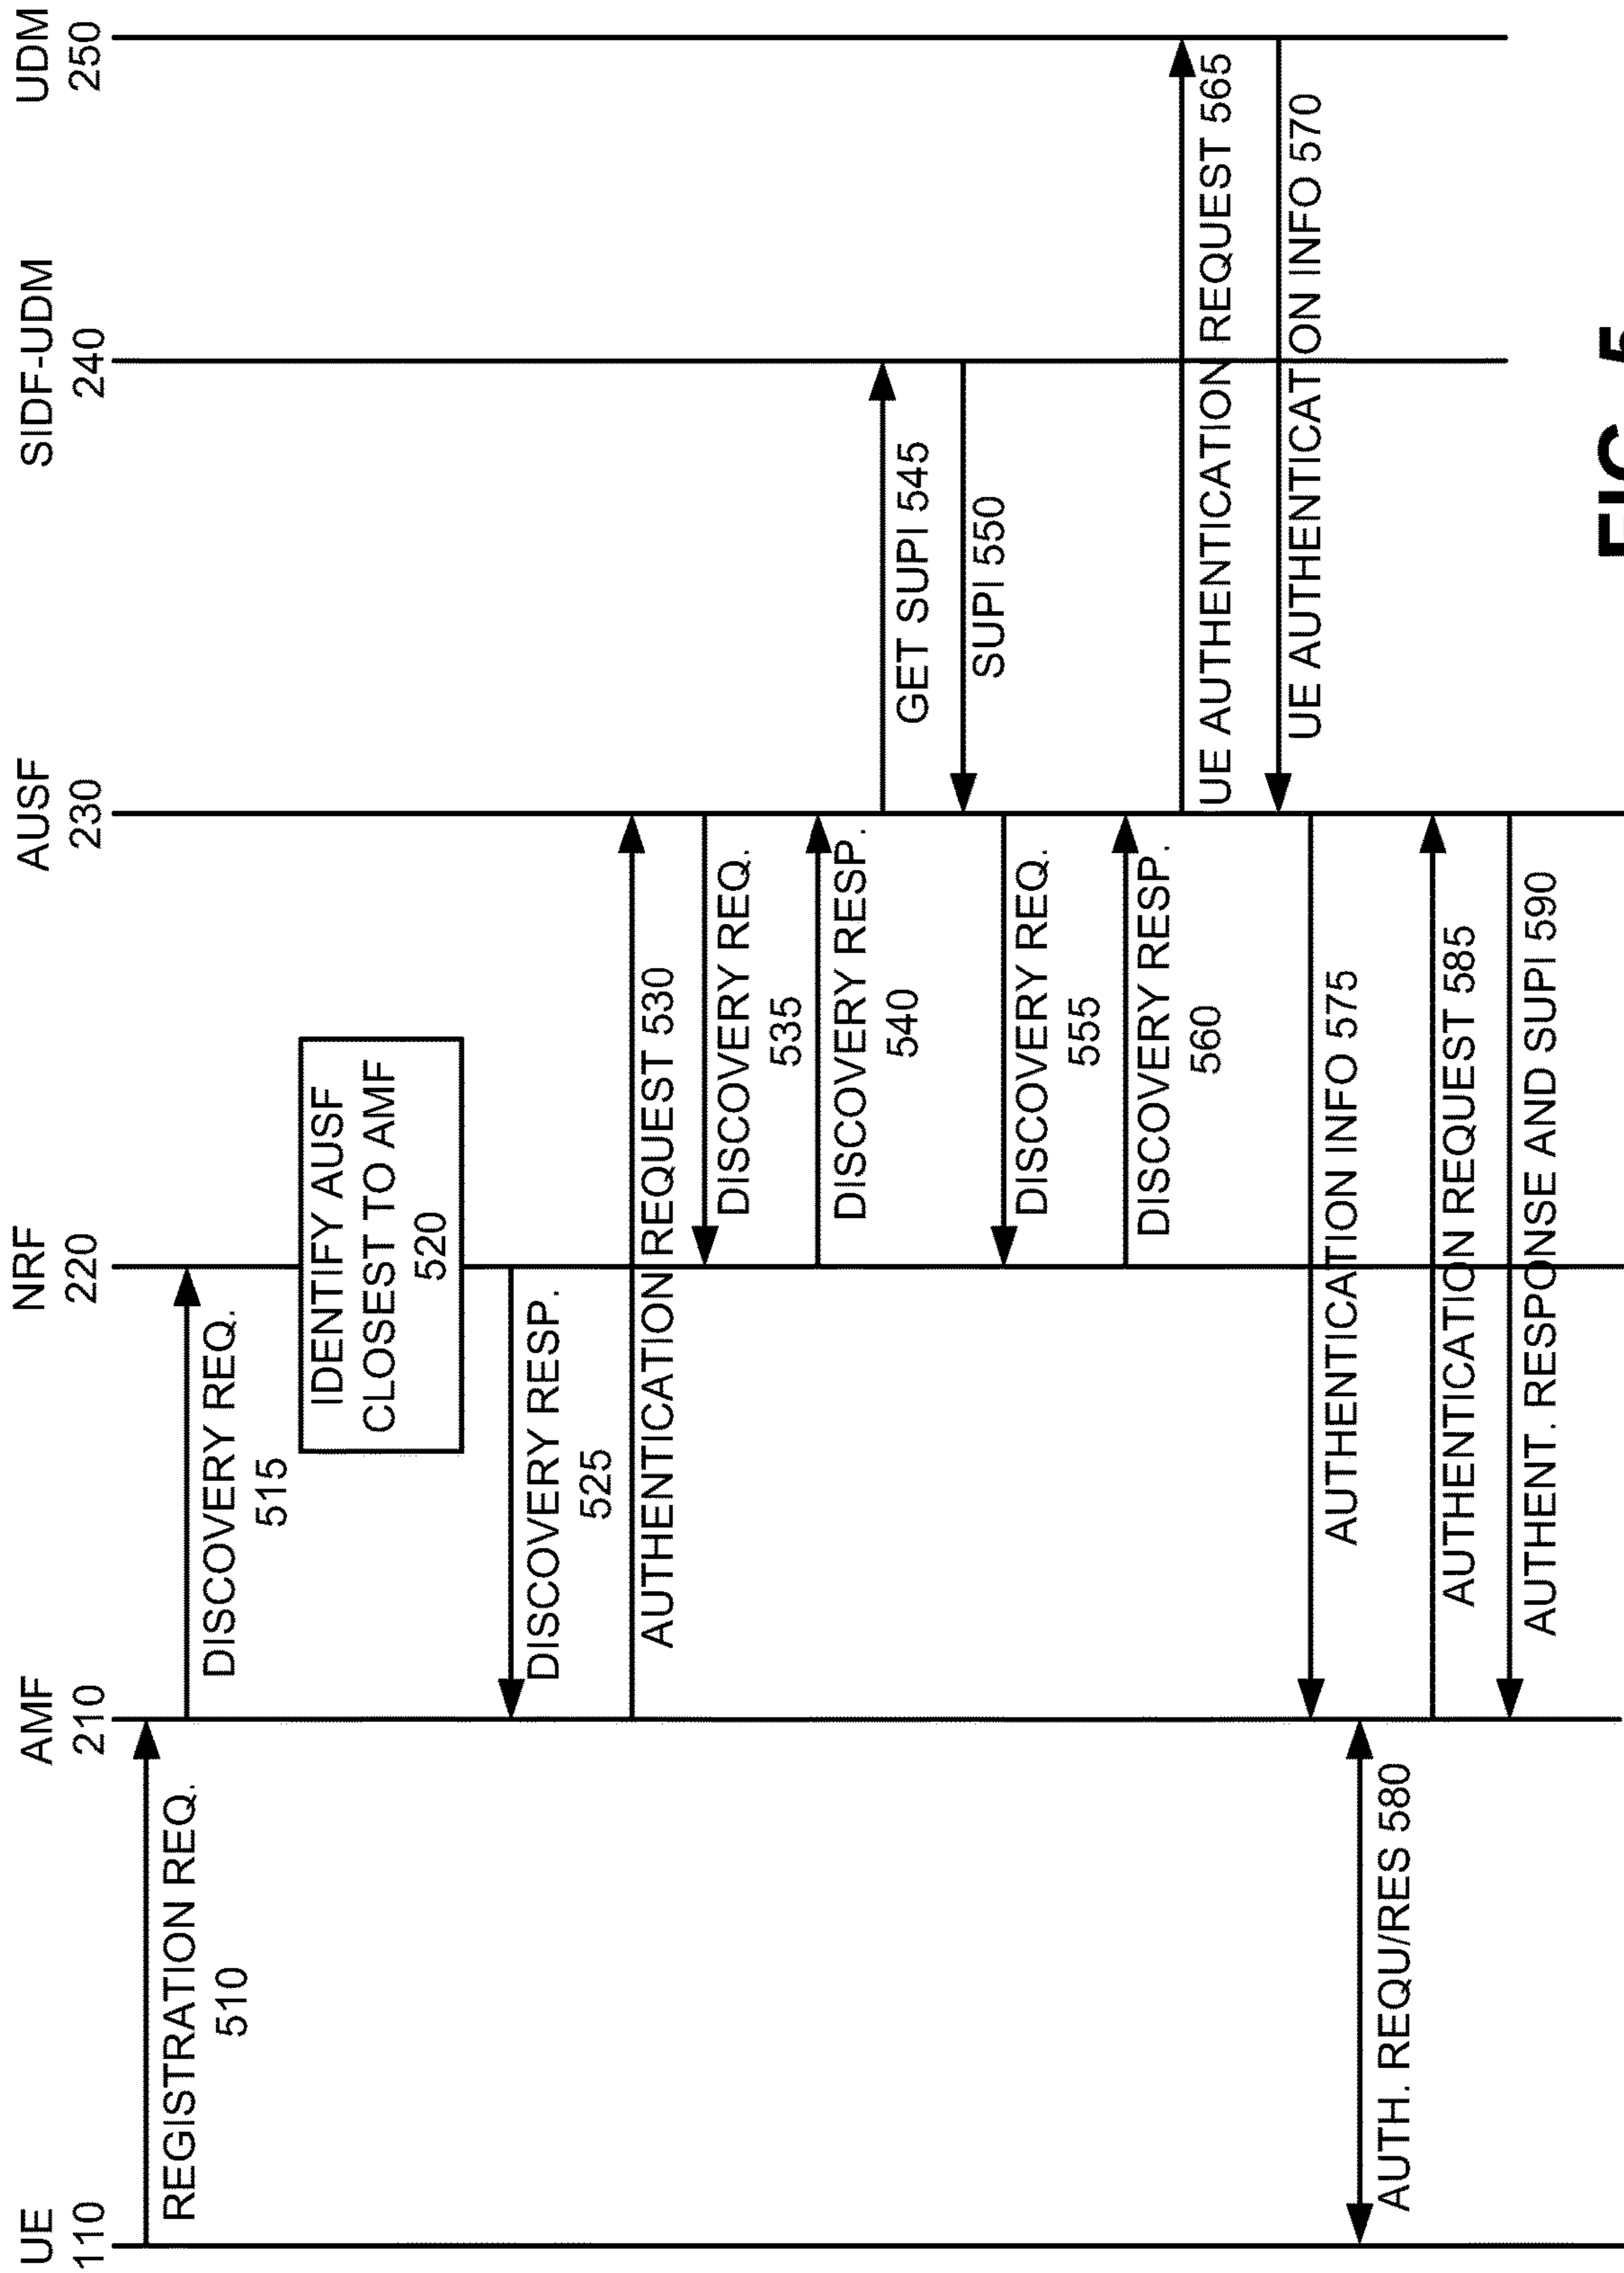 UE
110
AMF
210
NRF
220
AUSF
230
SIDF-UDM
240
UDM
250
REGISTRATION REQ.
510
DISCOVERY REQ.
515
IDENTIFY AUSF
CLOSEST TO AMF
520
DISCOVERY RESP.
525
AUTHENTICATION REQUEST 530
DISCOVERY REQ.
535
DISCOVERY RESP.
540
GET SUPI 545
SUPI 550
DISCOVERY REQ.
555
DISCOVERY RESP.
560
UE AUTHENTICATION REQUEST 565
UE AUTHENTICATION INFO 570
AUTHENTICATION INFO 575
AUTH. REQU/RES 580
AUTHENTICATION REQUEST 585
AUTHENT. RESPONSE AND SUPI 590
FIG. 5